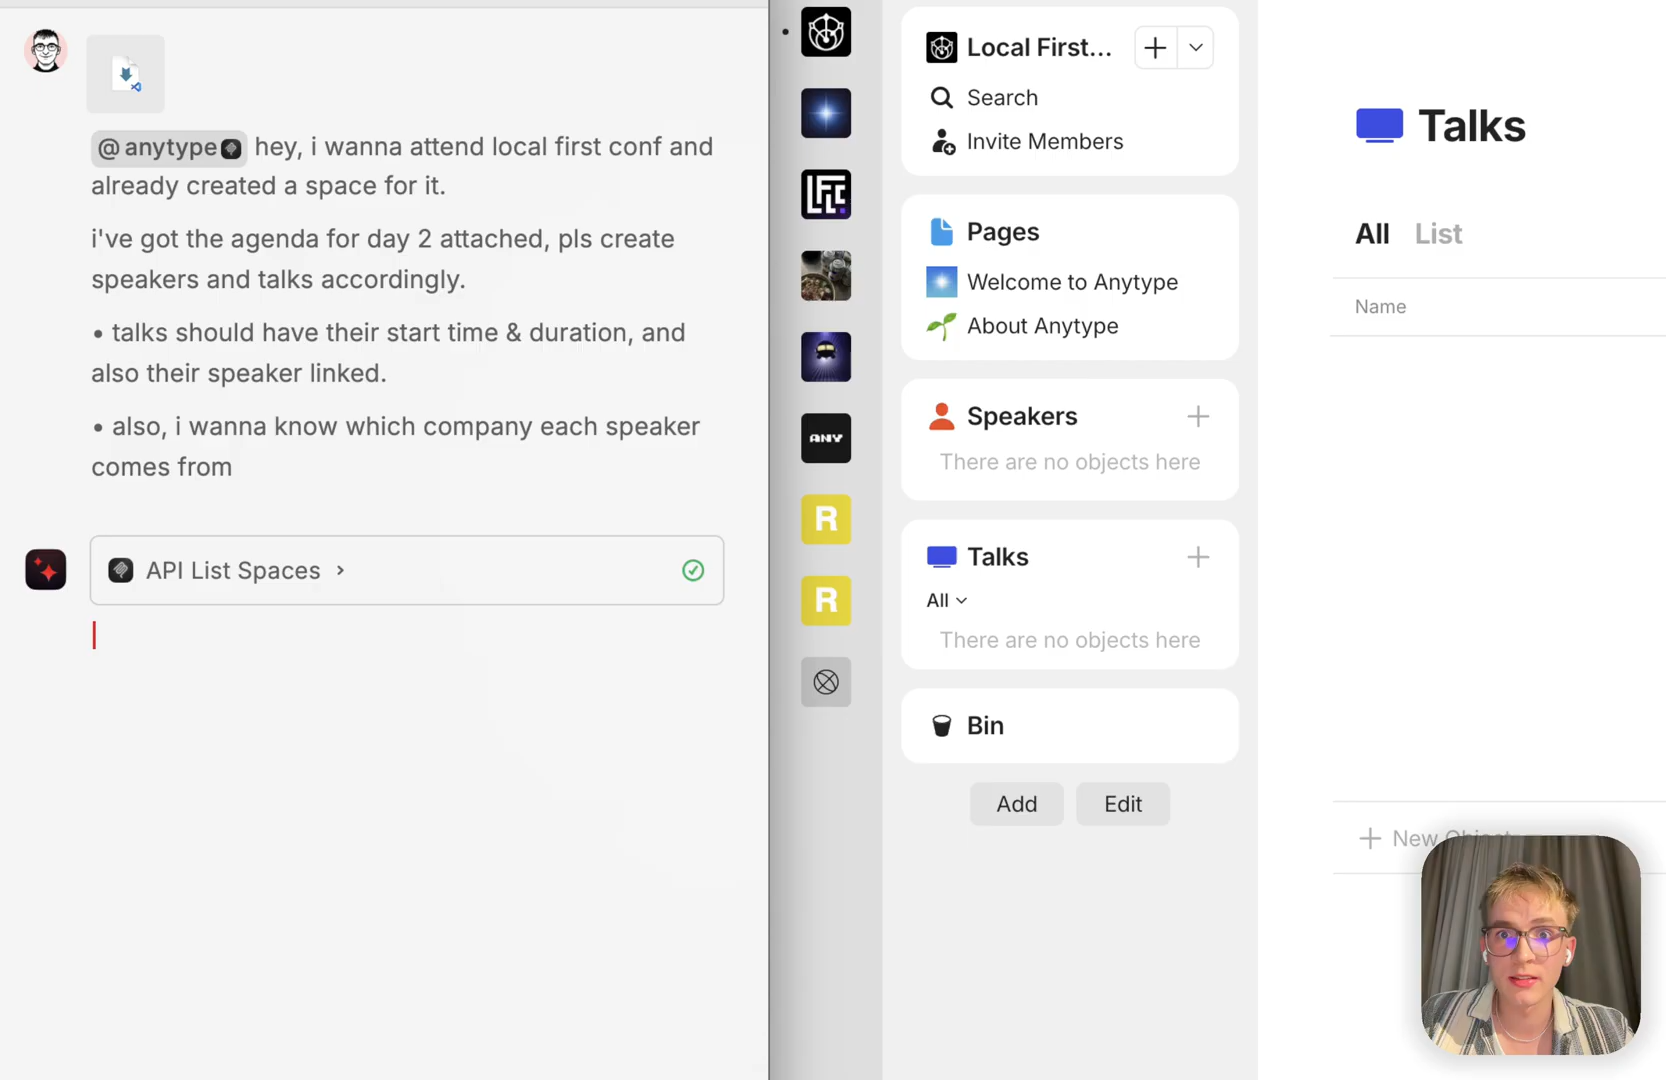 @anytype hey, i wanna attend local first conf and
already created a space for it.
i've got the agenda for day 2 attached, pls create
speakers and talks accordingly.
• talks should have their start time & duration, and
also their speaker linked.
• also, i wanna know which company each speaker
comes from
API List Spaces ›
LFC
ANY
R
R
Local First...
Search
Invite Members
Pages
Welcome to Anytype
About Anytype
Speakers
There are no objects here
Talks
All
There are no objects here
Bin
Add Edit
Talks
All List
Name
New Object